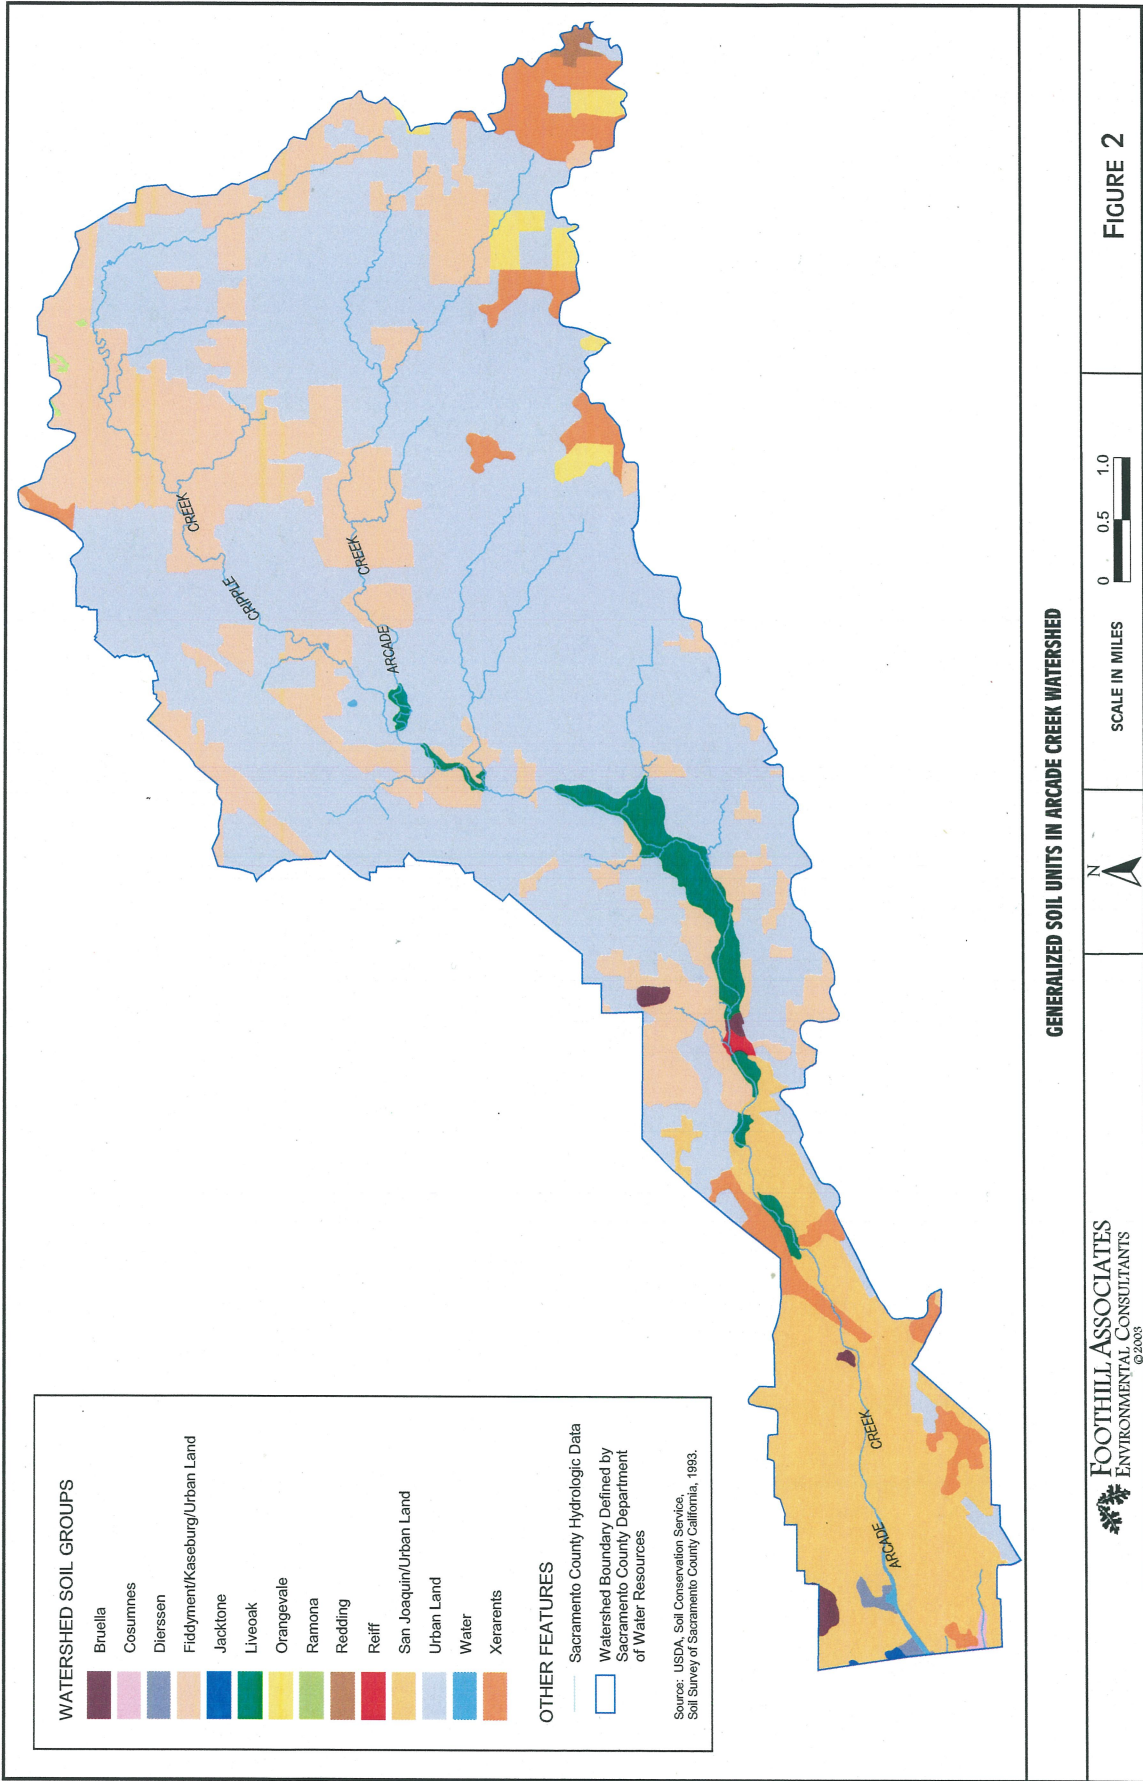 WATERSHED SOIL GROUPS
Bruella
Cosumnes
Dierssen
Fiddyment/Kaseburg/Urban Land
Jacktone
Liveoak
Orangevale
Ramona
Redding
Reiff
San Joaquin/Urban Land
Urban Land
Water
Xerarents
OTHER FEATURES
Sacramento County Hydrologic Data
Watershed Boundary Defined by
Sacramento County Department
of Water Resources
Source: USDA, Soil Conservation Service,
Soil Survey of Sacramento County California, 1993.
CRIPPLE
CREEK
ARCADE
CREEK
ARCADE
CREEK
GENERALIZED SOIL UNITS IN ARCADE CREEK WATERSHED
FOOTHILL ASSOCIATES
ENVIRONMENTAL CONSULTANTS
©2003
N
0 0.5 1.0
SCALE IN MILES
FIGURE 2